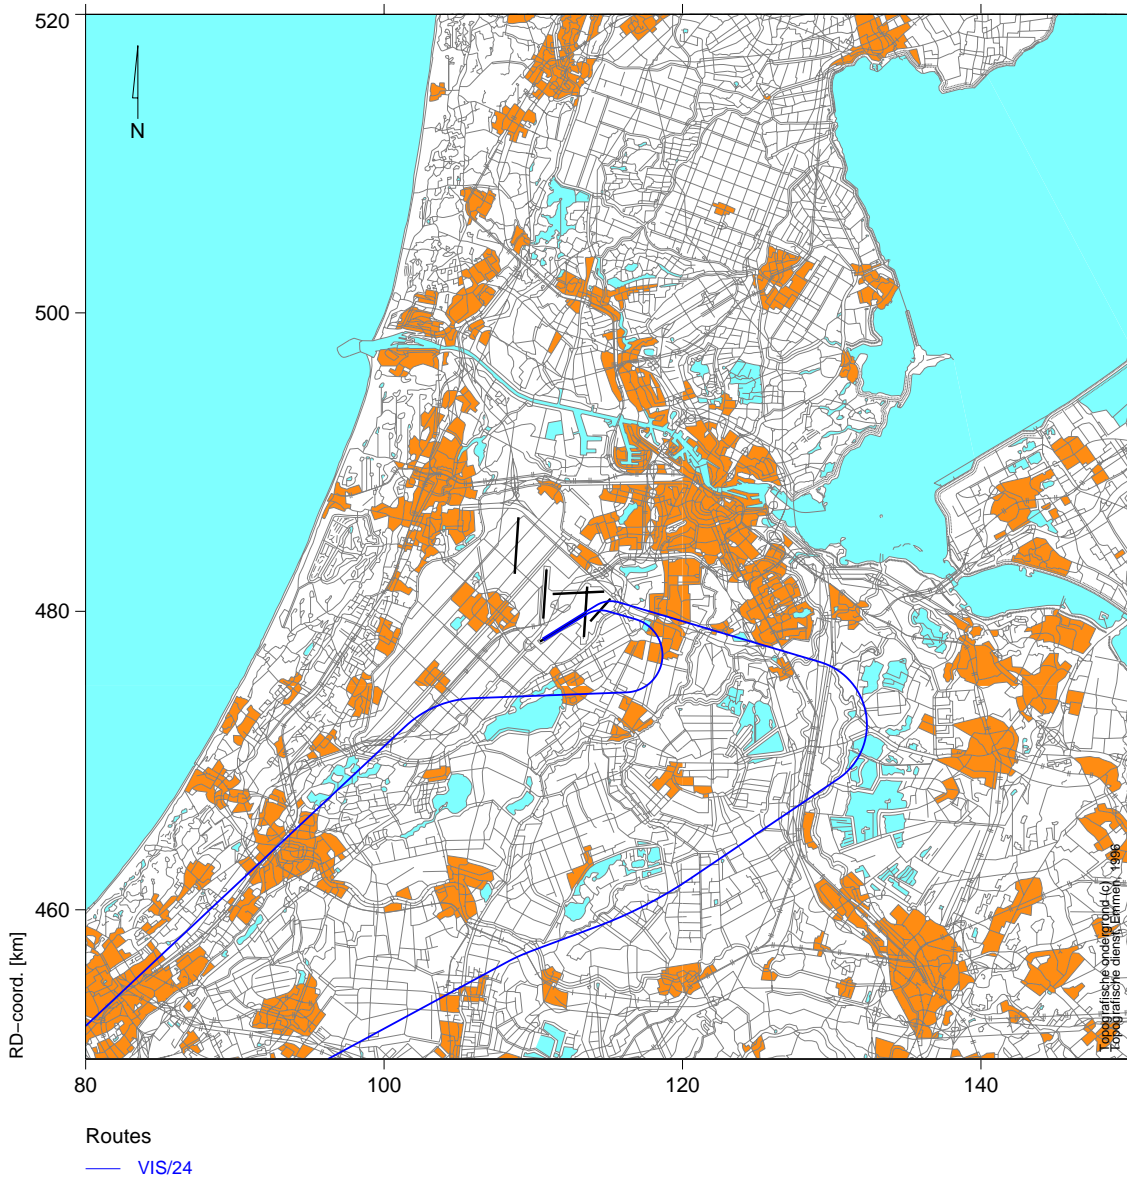 520
N
500
480
460
RD−coord. [km]
80
100
120
140
Topografische ondergrond (c)
Topografische dienst, Emmen, 1996
Routes
VIS/24